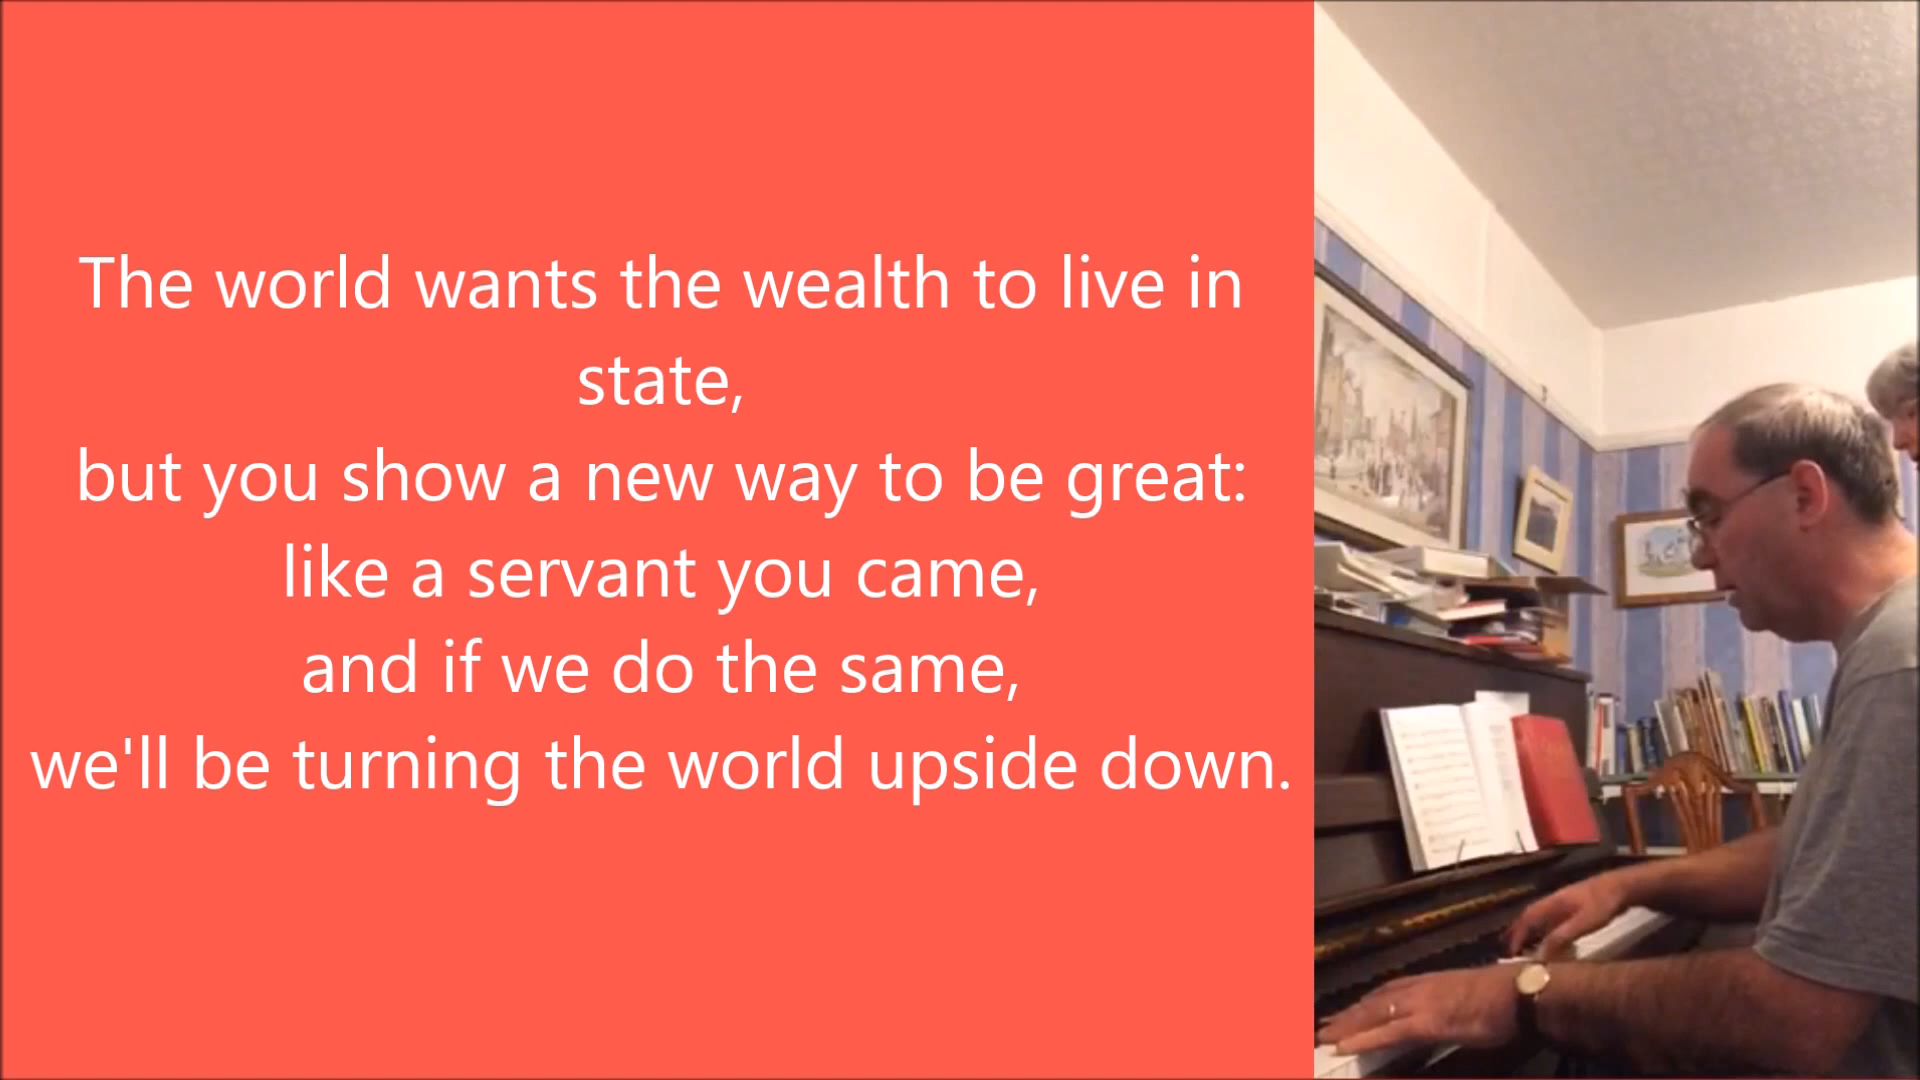 The world wants the wealth to live in
state,
but you show a new way to be great:
like a servant you came,
and if we do the same,
we'll be turning the world upside down.